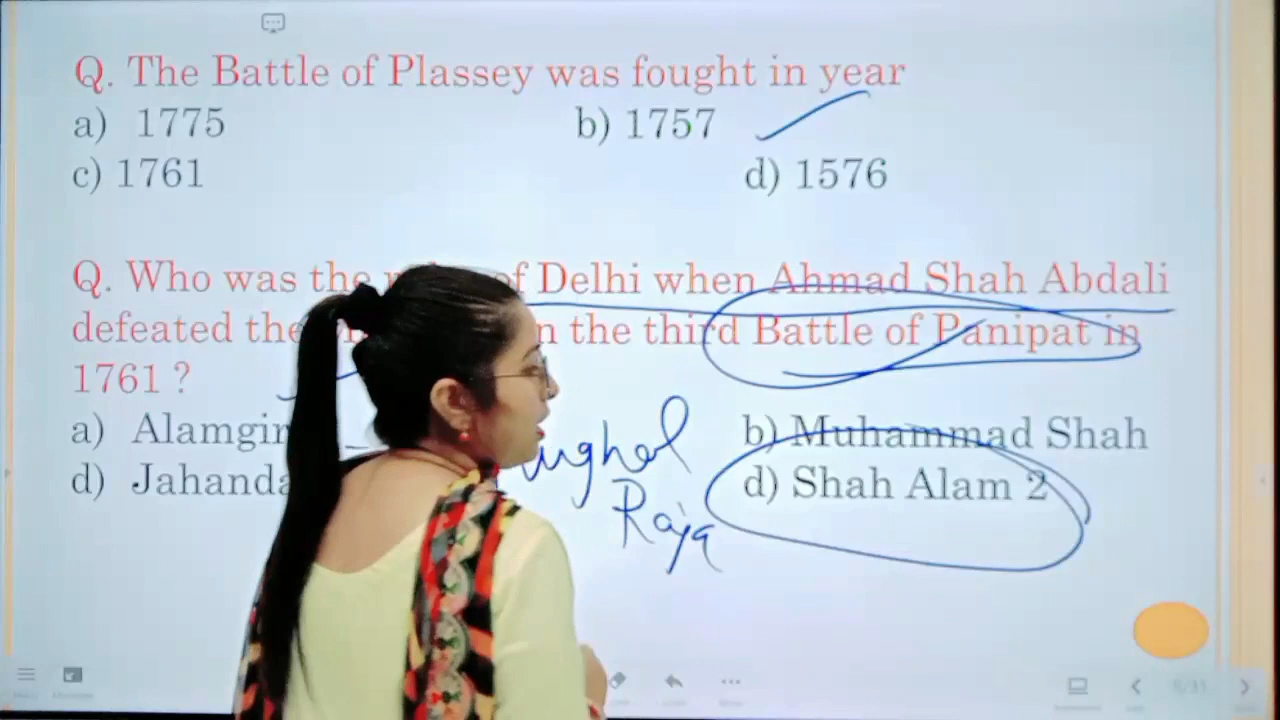 Q. The Battle of Plassey was fought in year
a) 1775 b) 1757
c) 1761 d) 1576
Q. Who was the of Delhi when Ahmad Shah Abdali
defeated the in the third Battle of Panipat in
1761 ?
a) Alamgir b) Muhammad Shah
d) Jahanda d) Shah Alam 2
Raja